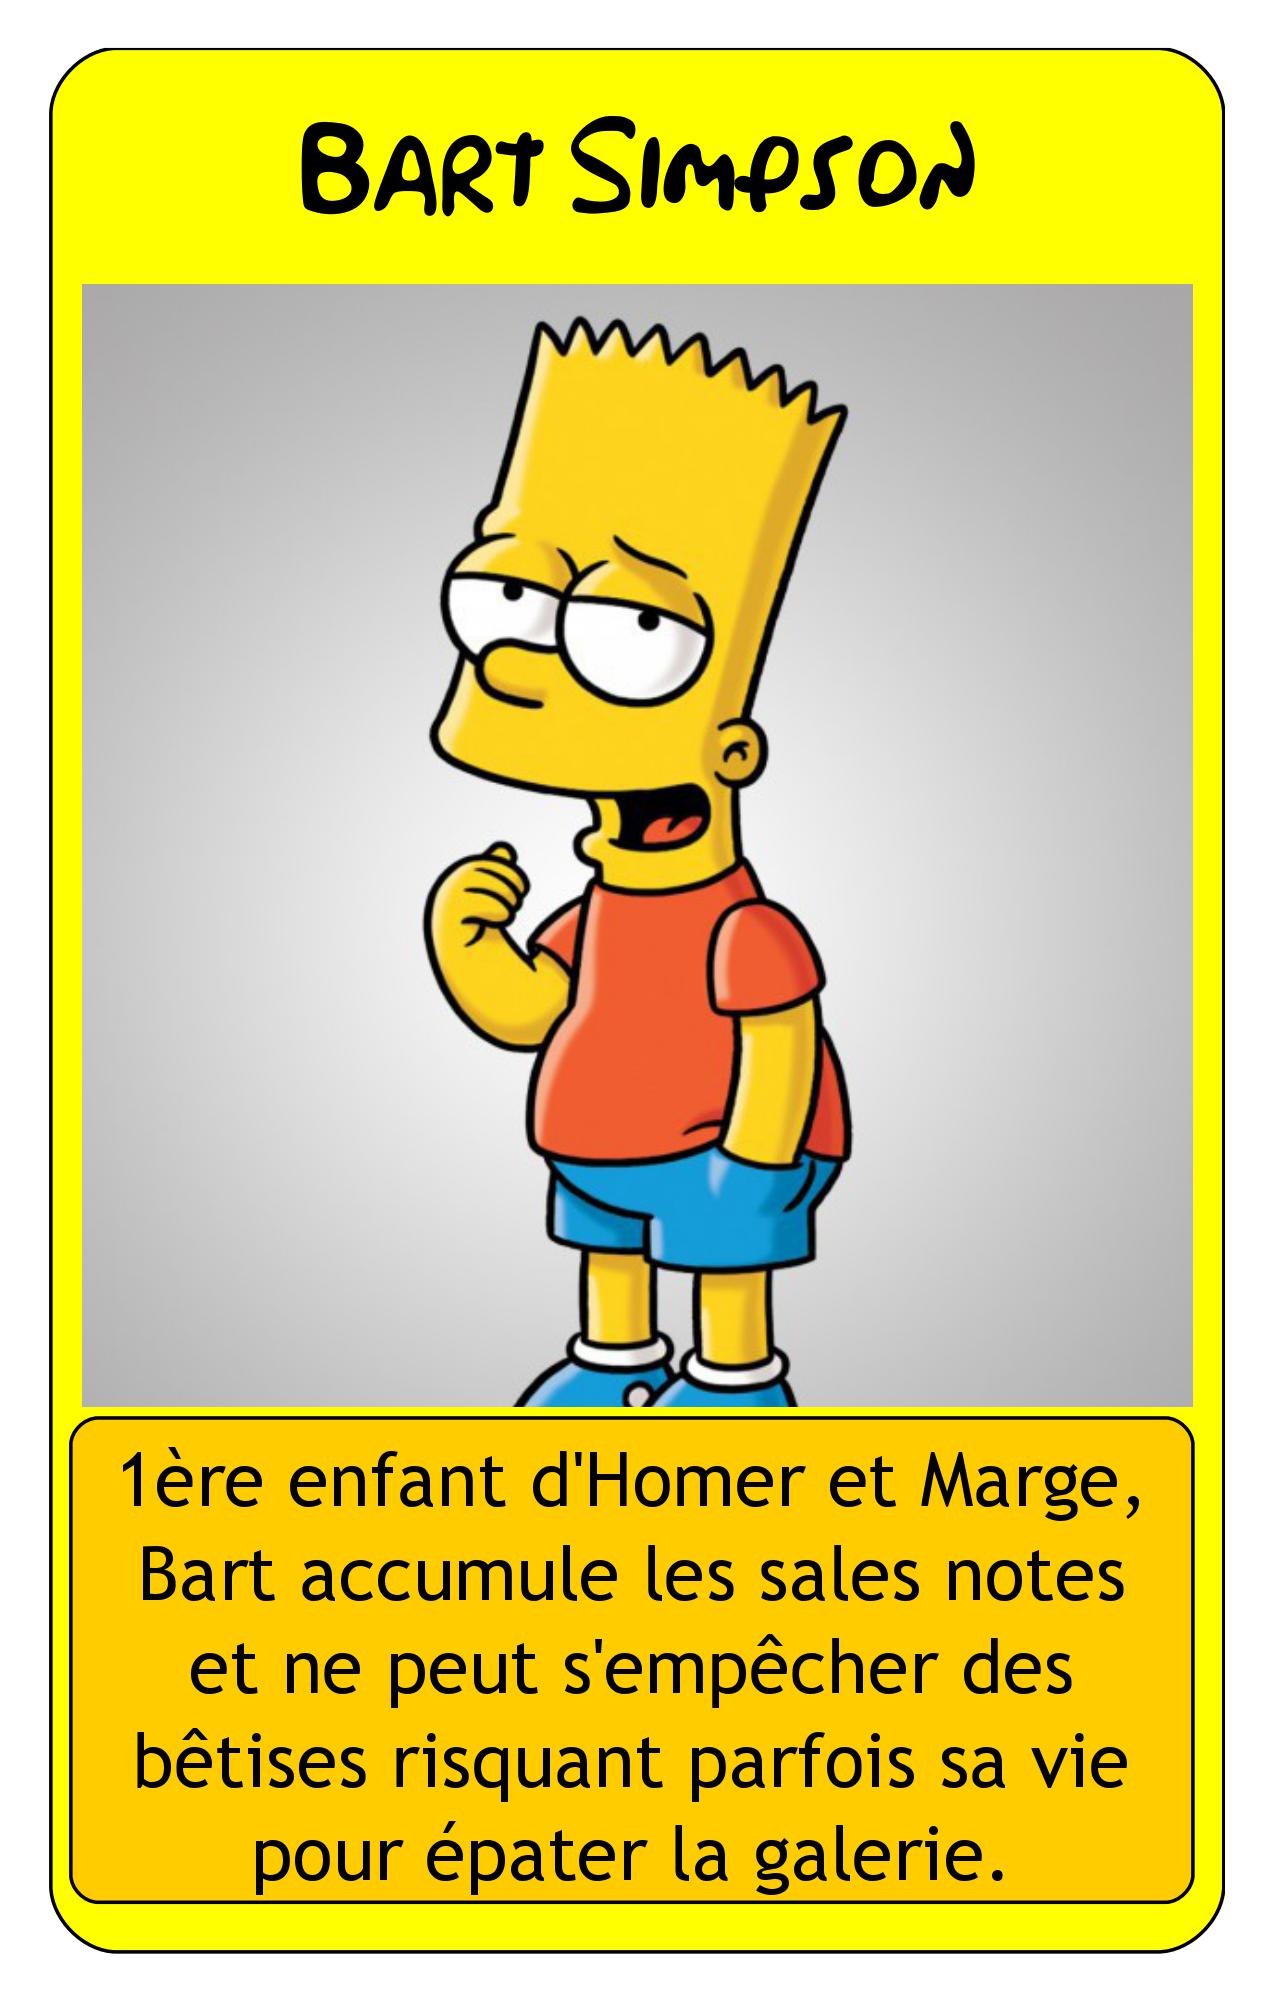 Bart Simpson
1ère enfant d'Homer et Marge,
Bart accumule les sales notes
et ne peut s'empêcher des
bêtises risquant parfois sa vie
pour épater la galerie.